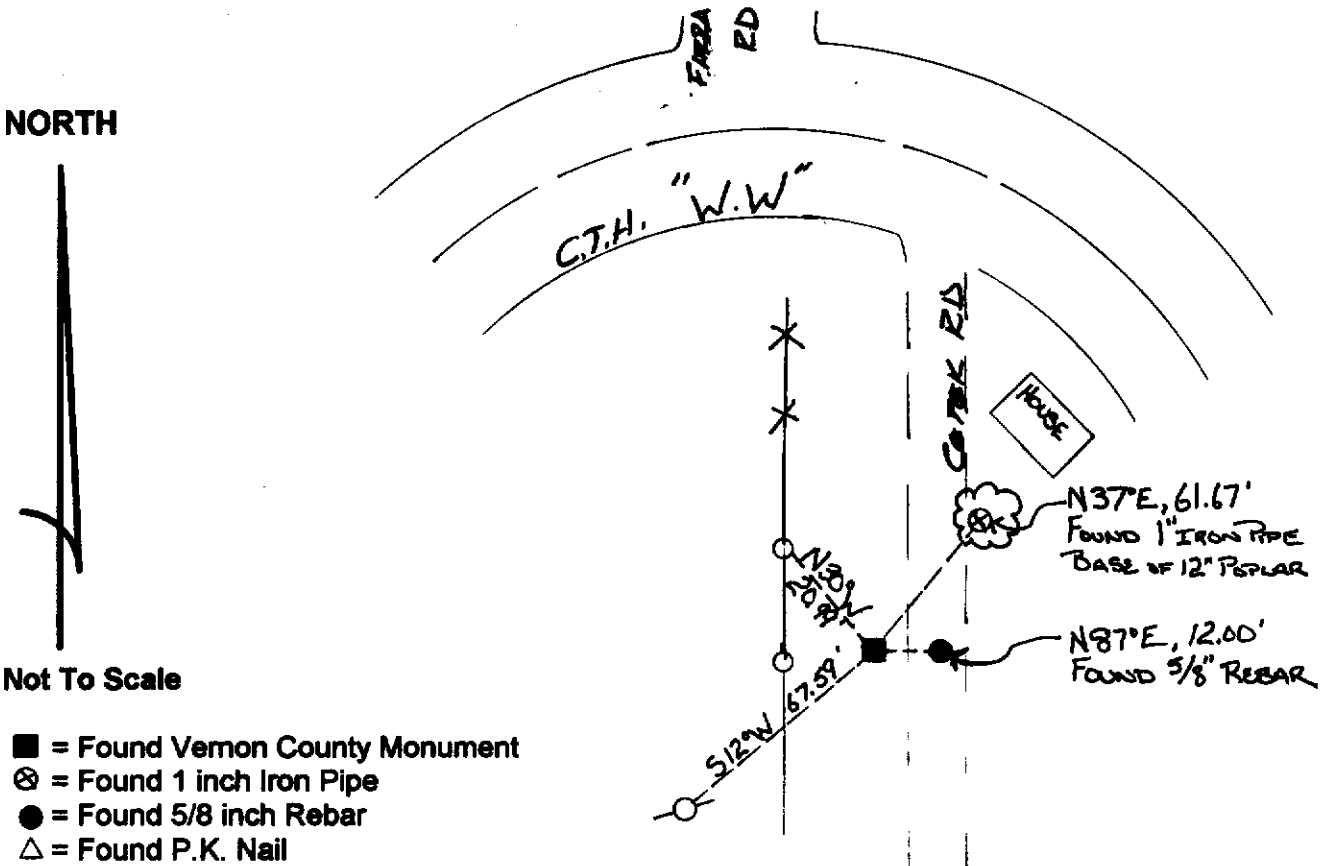 FARRA
RD
NORTH
C.T.H. "W.W"
RD
HOUSE
N37°E, 61.67'
FOUND 1" IRON PIPE
BASE OF 12" POPLAR
N87°E, 12.00'
FOUND 5/8" REBAR
67.59'
S12°W
Not To Scale
■ = Found Vernon County Monument
⊗ = Found 1 inch Iron Pipe
● = Found 5/8 inch Rebar
△ = Found P.K. Nail